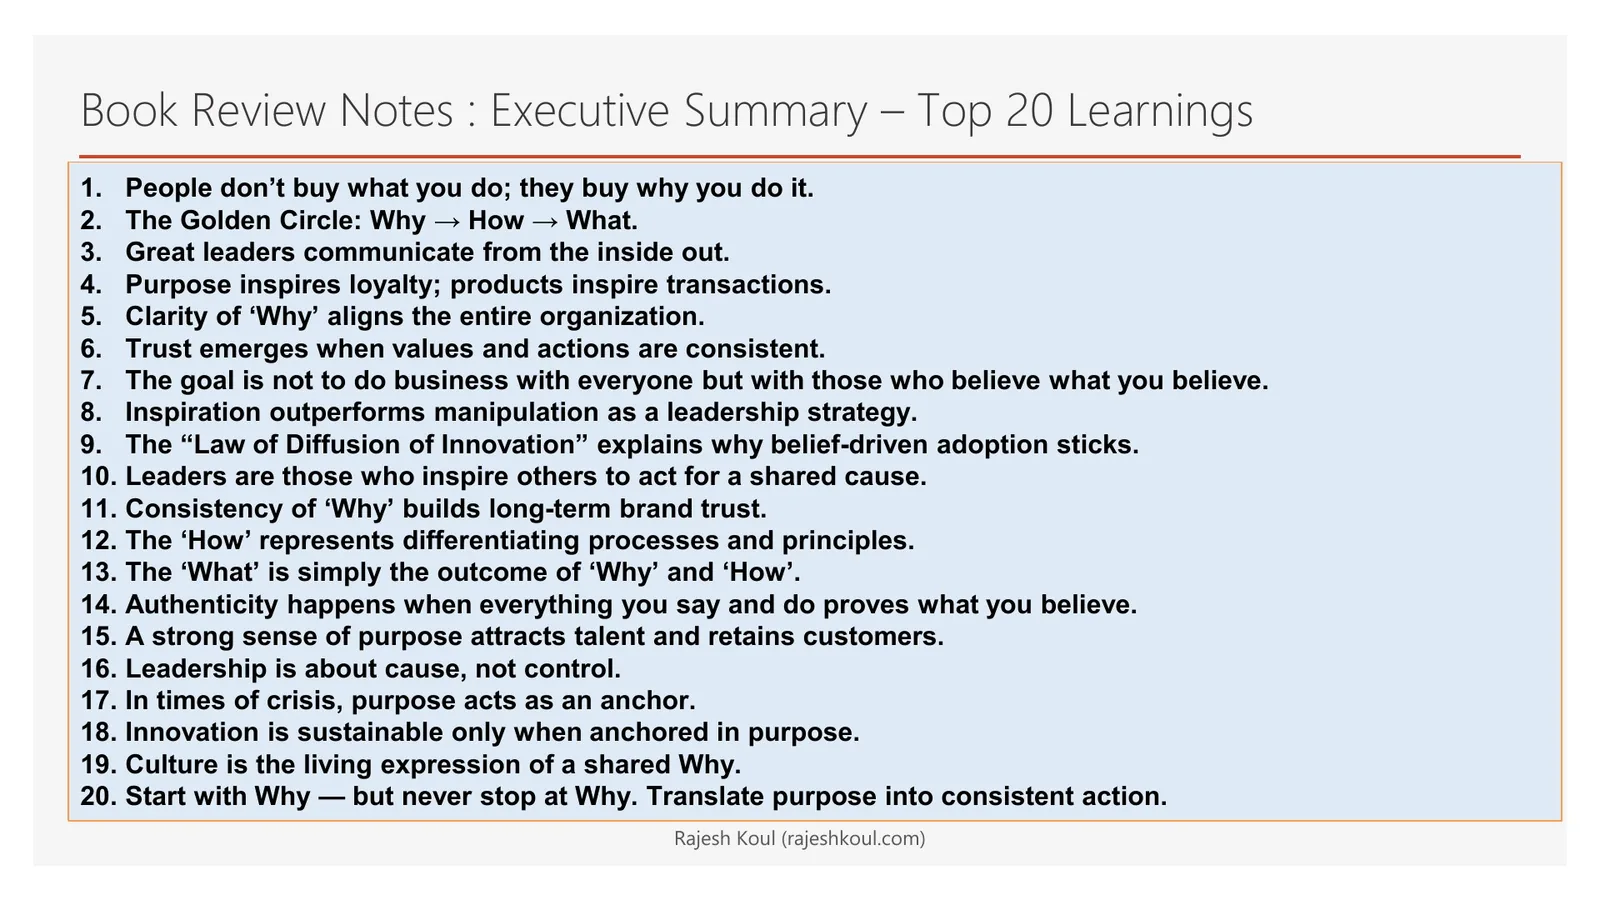 Book Review Notes : Executive Summary – Top 20 Learnings
1. People don’t buy what you do; they buy why you do it.
2. The Golden Circle: Why → How → What.
3. Great leaders communicate from the inside out.
4. Purpose inspires loyalty; products inspire transactions.
5. Clarity of ‘Why’ aligns the entire organization.
6. Trust emerges when values and actions are consistent.
7. The goal is not to do business with everyone but with those who believe what you believe.
8. Inspiration outperforms manipulation as a leadership strategy.
9. The “Law of Diffusion of Innovation” explains why belief-driven adoption sticks.
10. Leaders are those who inspire others to act for a shared cause.
11. Consistency of ‘Why’ builds long-term brand trust.
12. The ‘How’ represents differentiating processes and principles.
13. The ‘What’ is simply the outcome of ‘Why’ and ‘How’.
14. Authenticity happens when everything you say and do proves what you believe.
15. A strong sense of purpose attracts talent and retains customers.
16. Leadership is about cause, not control.
17. In times of crisis, purpose acts as an anchor.
18. Innovation is sustainable only when anchored in purpose.
19. Culture is the living expression of a shared Why.
20. Start with Why — but never stop at Why. Translate purpose into consistent action.
Rajesh Koul (rajeshkoul.com)